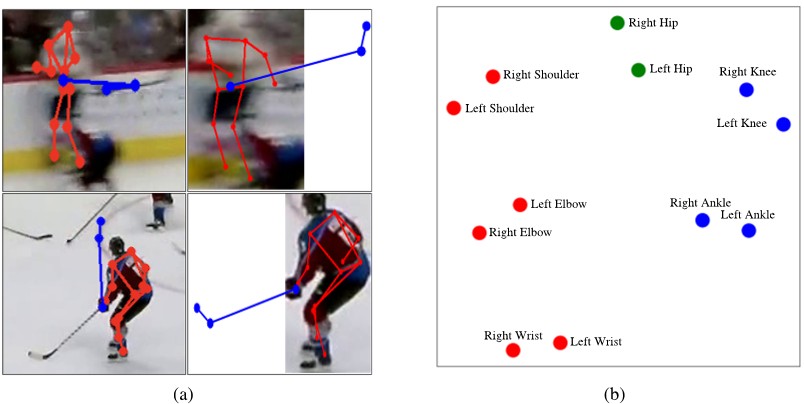 Right Hip
Left Hip
Right Knee
Right Shoulder
Left Shoulder
Left Knee
Left Elbow
Right Ankle
Left Ankle
Right Elbow
Right Wrist
Left Wrist
(a)
(b)